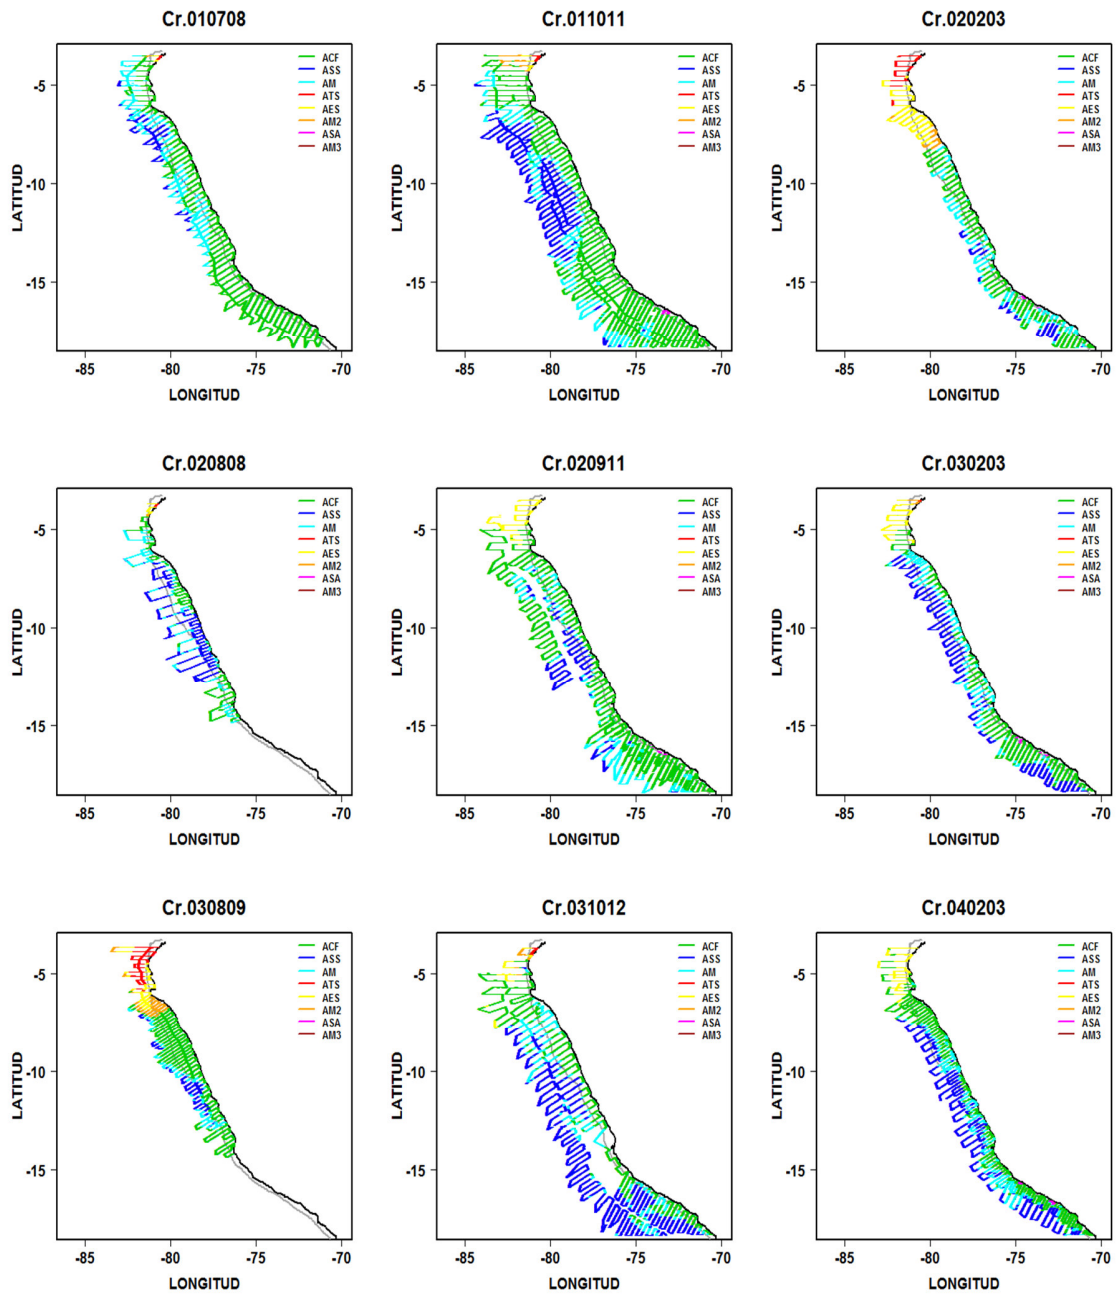 Cr.010708
Cr.011011
Cr.020203
ACF
ASS
AM
ATS
AES
AM2
ASA
AM3
ACF
ASS
AM
ATS
AES
AM2
ASA
AM3
ACF
ASS
AM
ATS
AES
AM2
ASA
AM3
LATITUD
-5
-10
-15
LATITUD
-5
-10
-15
LATITUD
-5
-10
-15
-85 -80 -75 -70
-85 -80 -75 -70
-85 -80 -75 -70
LONGITUD
LONGITUD
LONGITUD
Cr.020808
Cr.020911
Cr.030203
ACF
ASS
AM
ATS
AES
AM2
ASA
AM3
ACF
ASS
AM
ATS
AES
AM2
ASA
AM3
ACF
ASS
AM
ATS
AES
AM2
ASA
AM3
LATITUD
-5
-10
-15
LATITUD
-5
-10
-15
LATITUD
-5
-10
-15
-85 -80 -75 -70
-85 -80 -75 -70
-85 -80 -75 -70
LONGITUD
LONGITUD
LONGITUD
Cr.030809
Cr.031012
Cr.040203
ACF
ASS
AM
ATS
AES
AM2
ASA
AM3
ACF
ASS
AM
ATS
AES
AM2
ASA
AM3
ACF
ASS
AM
ATS
AES
AM2
ASA
AM3
LATITUD
-5
-10
-15
LATITUD
-5
-10
-15
LATITUD
-5
-10
-15
-85 -80 -75 -70
-85 -80 -75 -70
-85 -80 -75 -70
LONGITUD
LONGITUD
LONGITUD